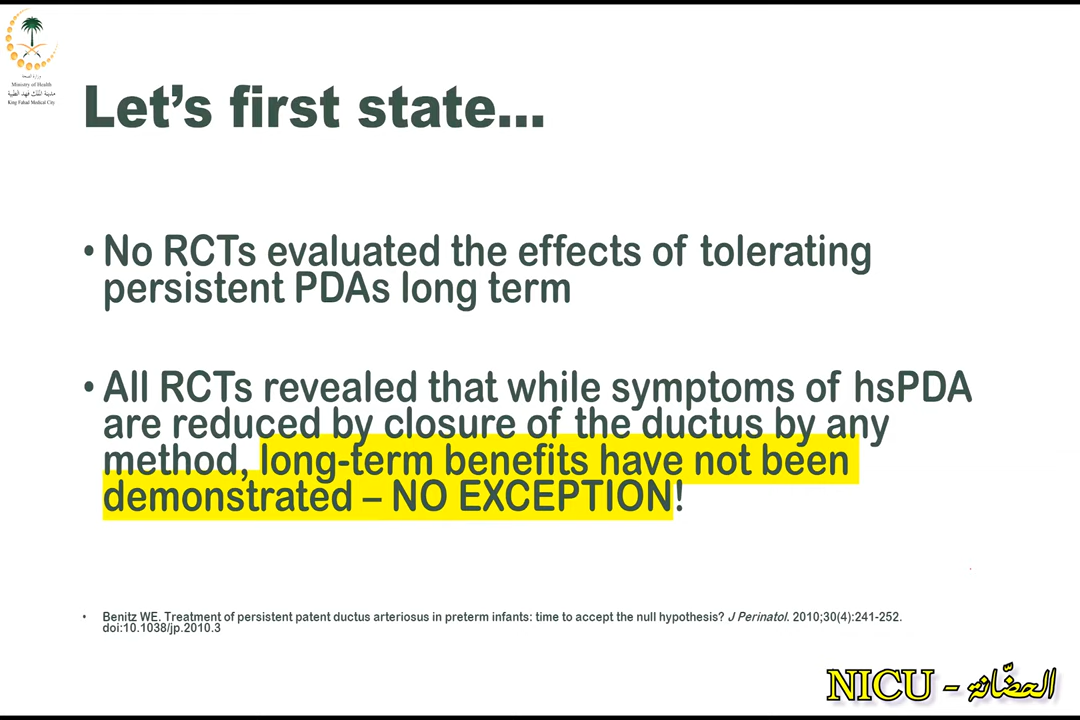 وزارة الصحة
Ministry of Health
مدينة الملك فهد الطبية
King Fahad Medical City
Let’s first state…
• No RCTs evaluated the effects of tolerating
persistent PDAs long term
• All RCTs revealed that while symptoms of hsPDA
are reduced by closure of the ductus by any
method, long-term benefits have not been
demonstrated – NO EXCEPTION!
• Benitz WE. Treatment of persistent patent ductus arteriosus in preterm infants: time to accept the null hypothesis? J Perinatol. 2010;30(4):241-252.
doi:10.1038/jp.2010.3
NICU - الحضّانة